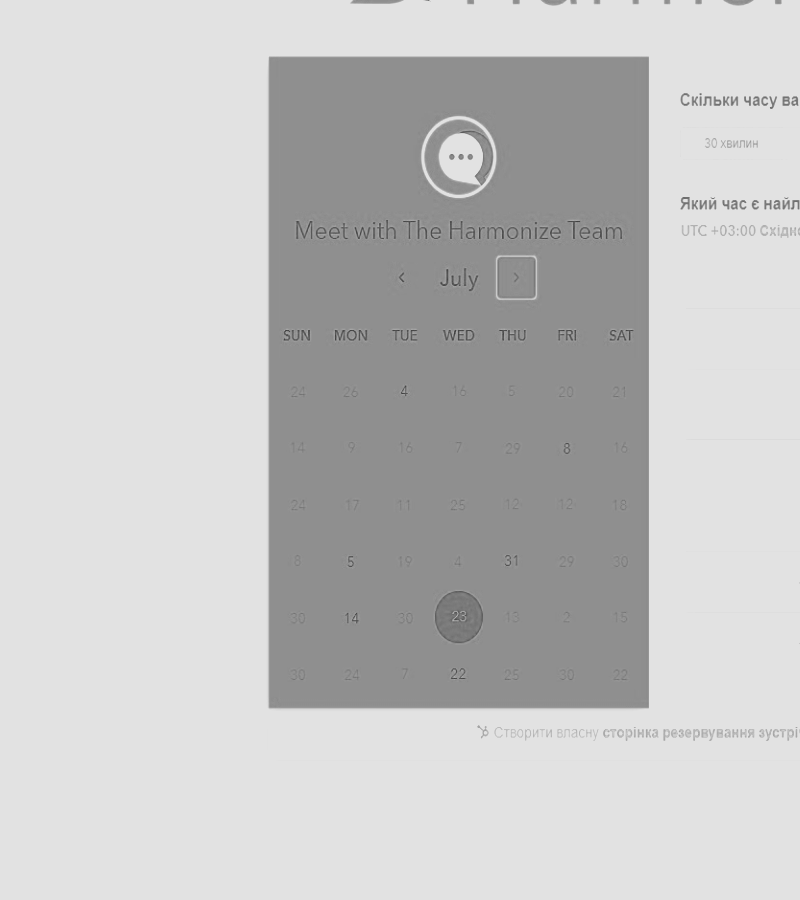 Meet with The Harmonize Team
July
SUN MON TUE WED THU FRI SAT
24 26 4 16 5 20 21
14 9 16 7 29 8 16
24 17 11 25 12 12 18
8 5 19 4 31 29 30
30 14 30 23 13 2 15
30 24 7 22 25 30 22
Скільки часу ва
30 хвилин
Який час є найл
UTC +03:00 Східно
Створити власну сторінка резервування зустріч